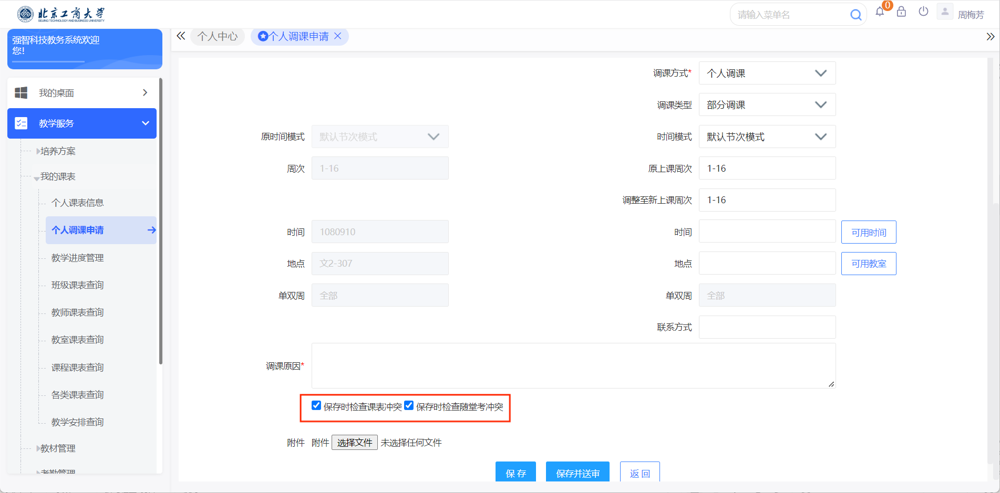 北京工商大学
BEIJING TECHNOLOGY AND BUSINESS UNIVERSITY
请输入菜单名
0
周梅芳
强智科技教务系统欢迎
您!
个人中心
个人调课申请
我的桌面
教学服务
培养方案
我的课表
个人课表信息
个人调课申请
教学进度管理
班级课表查询
教师课表查询
教室课表查询
课程课表查询
各类课表查询
教学安排查询
教材管理
考勤管理
调课方式* 个人调课
调课类型 部分调课
原时间模式 默认节次模式 时间模式 默认节次模式
周次 1-16 原上课周次 1-16
调整至新上课周次 1-16
时间 1080910 时间 可用时间
地点 文2-307 地点 可用教室
单双周 全部 单双周 全部
联系方式
调课原因*
保存时检查课表冲突 保存时检查随堂考冲突
附件 附件 选择文件 未选择任何文件
保存 保存并送审 返回